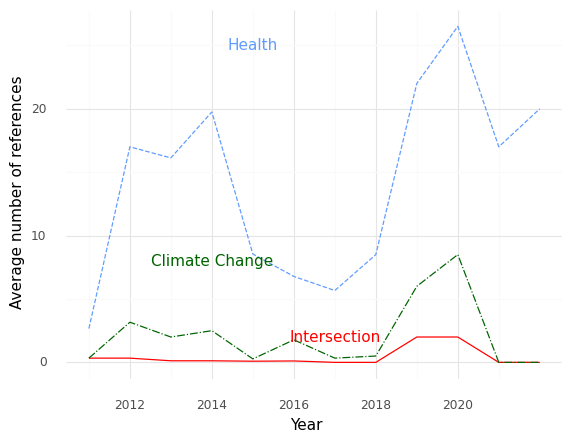 Health
20
Average number of references
10
Climate Change
Intersection
0
2012 2014 2016 2018 2020
Year